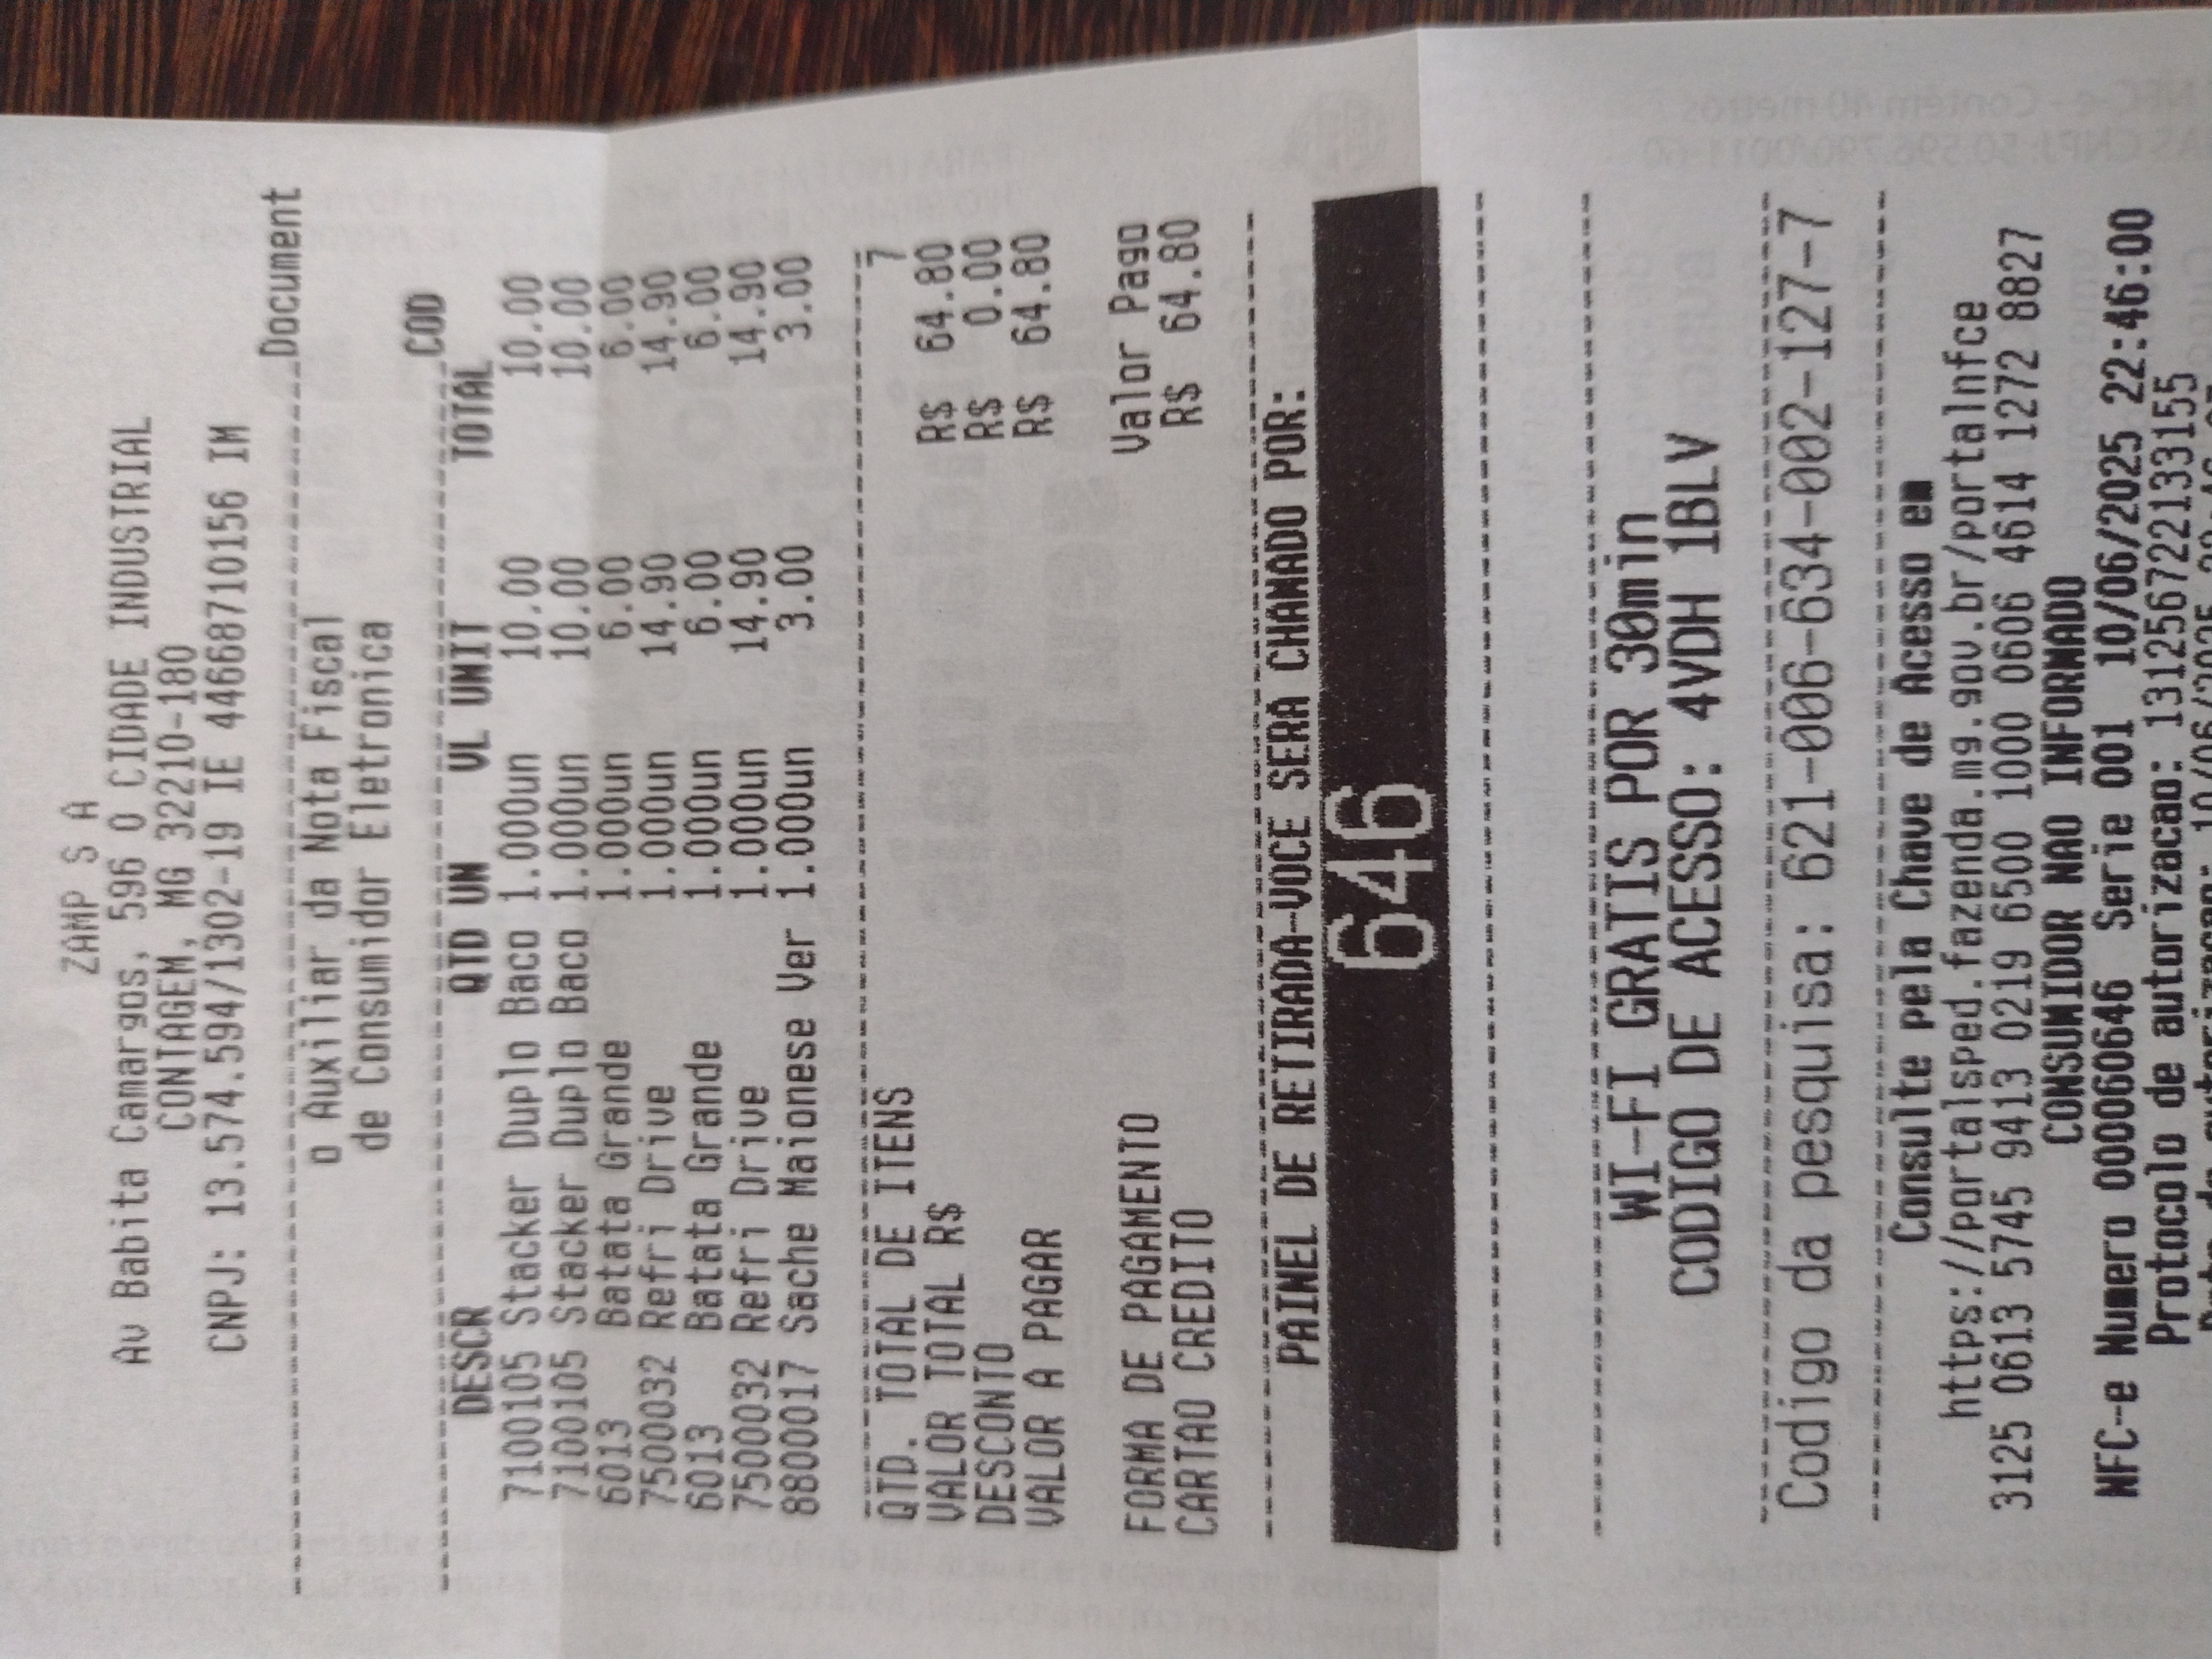 ZAMP S A
Av Babita Camargos, 596 O CIDADE INDUSTRIAL
CONTAGEM, MG 32210-180
CNPJ: 13.574.594/1302-19 IE 44668710156 IM
Document
o Auxiliar da Nota Fiscal
de Consumidor Eletronica
COD
DESCR QTD UN VL UNIT TOTAL
7100105 Stacker Duplo Baco 1.000un 10.00 10.00
7100105 Stacker Duplo Baco 1.000un 10.00 10.00
6013 Batata Grande 1.000un 6.00 6.00
7500032 Refri Drive 1.000un 14.90 14.90
6013 Batata Grande 1.000un 6.00 6.00
7500032 Refri Drive 1.000un 14.90 14.90
8800017 Sache Maionese Ver 1.000un 3.00 3.00
QTD. TOTAL DE ITENS 7
VALOR TOTAL R$ R$ 64.80
DESCONTO R$ 0.00
VALOR A PAGAR R$ 64.80
FORMA DE PAGAMENTO Valor Pago
CARTAO CREDITO R$ 64.80
PAINEL DE RETIRADA-VOCE SERA CHAMADO POR:
646
WI-FI GRATIS POR 30min
CODIGO DE ACESSO: 4VDH 1BLV
Codigo da pesquisa: 621-006-634-002-127-7
Consulte pela Chave de Acesso em
https://portalsped.fazenda.mg.gov.br/portalnfce
3125 0613 5745 9413 0219 6500 1000 0606 4614 1272 8827
CONSUMIDOR NAO INFORMADO
NFC-e Numero 000060646 Serie 001 10/06/2025 22:46:00
Protocolo de autorizacao: 131256722133155